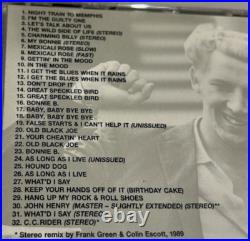 1. NIGHT TRAIN TO MEMPHIS
2. I'M THE GUILTY ONE
3. LET'S TALK ABOUT US
4. THE WILD SIDE OF LIFE (STEREO)
5. CHARMING BILLY (STEREO)
6. MY BONNIE (STEREO)
7. MEXICALI ROSE (SLOW)
8. MEXICALI ROSE (FAST)
9. GETTIN' IN THE MOOD
10. IN THE MOOD
11. I GET THE BLUES WHEN IT RAINS
12. I GET THE BLUES WHEN IT RAINS
13. DON'T DROP IT
14. GREAT SPECKLED BIRD
15. GREAT SPECKLED BIRD
16. BONNIE B.
17. BABY, BABY BYE BYE
18. BABY, BABY BYE BYE
19. FALSE STARTS & I CAN'T HELP IT (UNISSUED)
20. OLD BLACK JOE
21. YOUR CHEATIN' HEART
22. OLD BLACK JOE
23. BONNIE B.
24. AS LONG AS I LIVE (UNISSUED)
25. HOUND DOG
26. AS LONG AS I LIVE
27. WHAT'D I SAY
28. KEEP YOUR HANDS OFF OF IT (BIRTHDAY CAKE)
29. HANG UP MY ROCK & ROLL SHOES
30. JOHN HENRY (MASTER – SLIGHTLY EXTENDED) (STEREO)*
31. WHAT'D I SAY (STEREO)*
32. C.C. RIDER (STEREO)*
* Stereo remix by Frank Green & Colin Escott, 1989